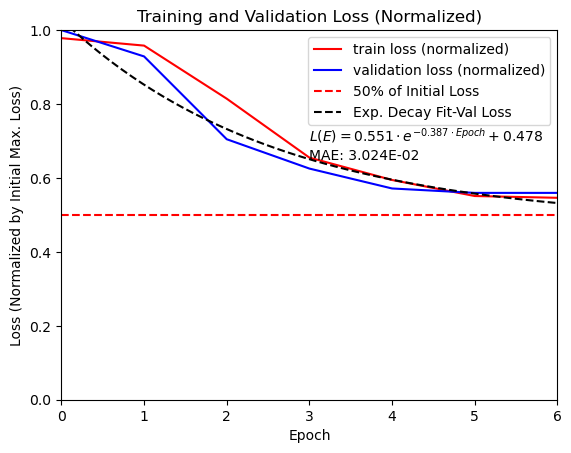 Training and Validation Loss (Normalized)
Loss (Normalized by Initial Max. Loss)
1.0
0.8
0.6
0.4
0.2
0.0
train loss (normalized)
validation loss (normalized)
50% of Initial Loss
Exp. Decay Fit-Val Loss
L(E) = 0.551 · e^{-0.387 · Epoch} + 0.478
MAE: 3.024E-02
0 1 2 3 4 5 6
Epoch